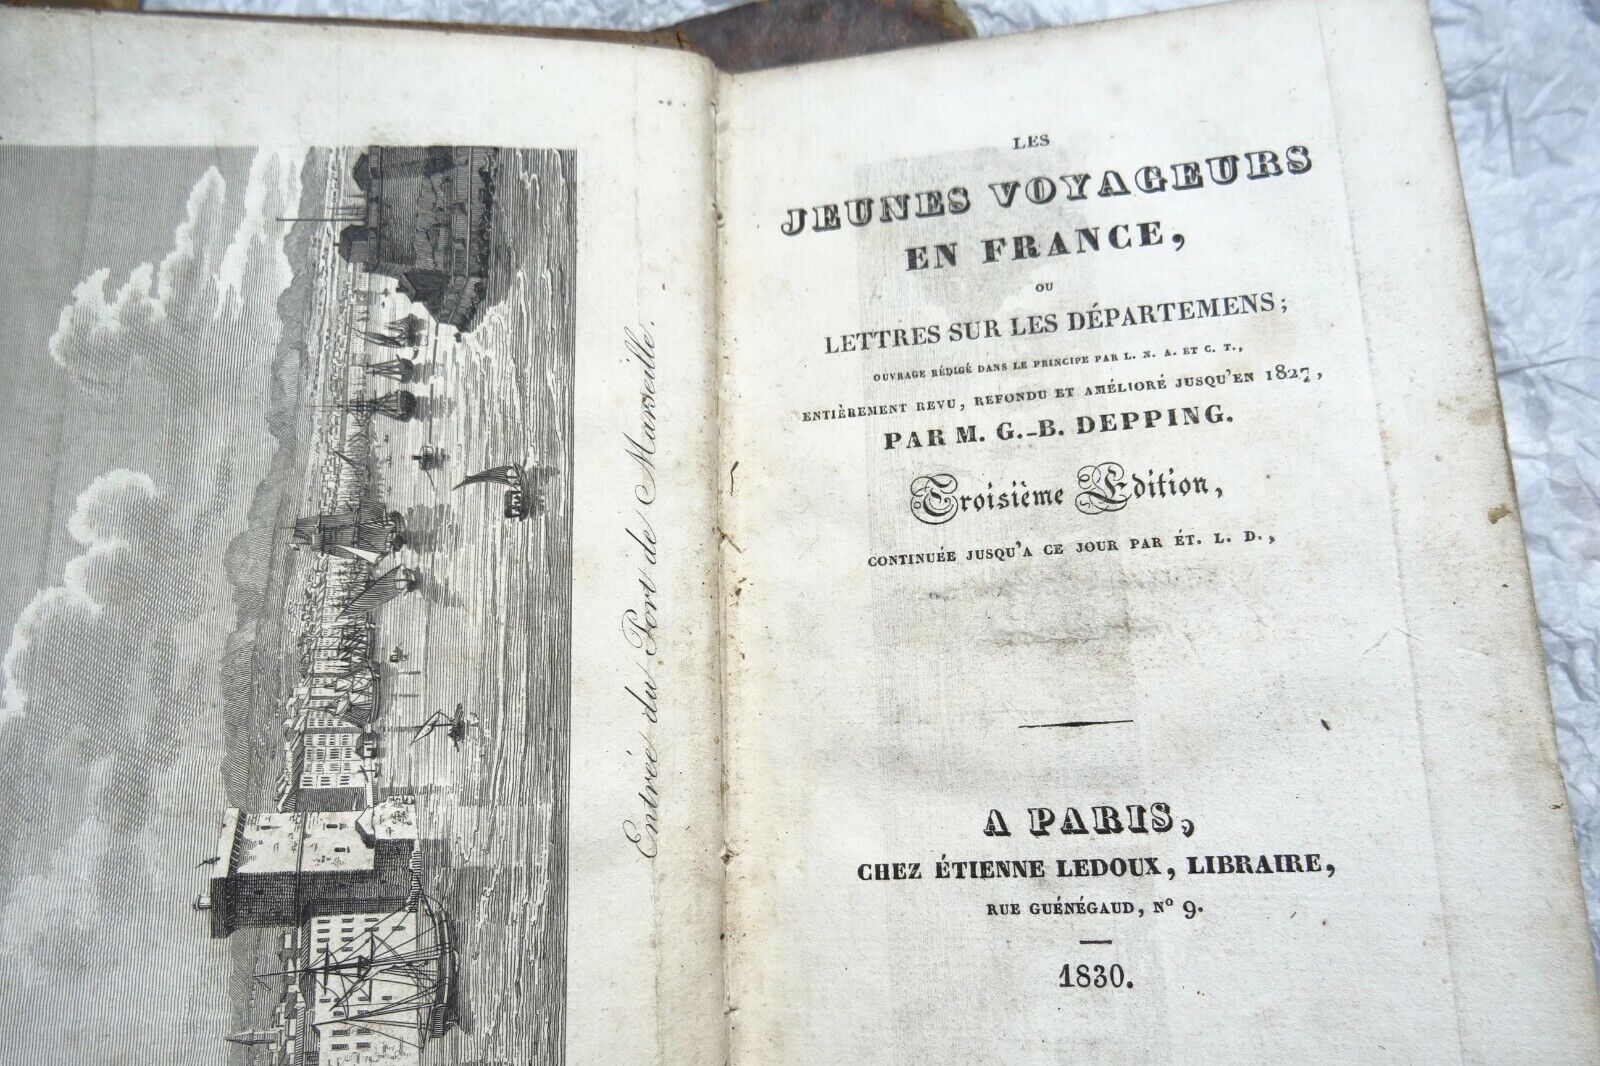 Entrée du Port de Marseille.
LES
JEUNES VOYAGEURS
EN FRANCE,
OU
LETTRES SUR LES DÉPARTEMENS;
OUVRAGE RÉDIGÉ DANS LE PRINCIPE PAR L. N. A. ET C. T.,
ENTIÈREMENT REVU, REFONDU ET AMÉLIORÉ JUSQU'EN 1827,
PAR M. G.-B. DEPPING.
Troisième Edition,
CONTINUÉE JUSQU'A CE JOUR PAR ÉT. L. D.,
A PARIS,
CHEZ ÉTIENNE LEDOUX, LIBRAIRE,
RUE GUÉNÉGAUD, Nº 9.
1830.